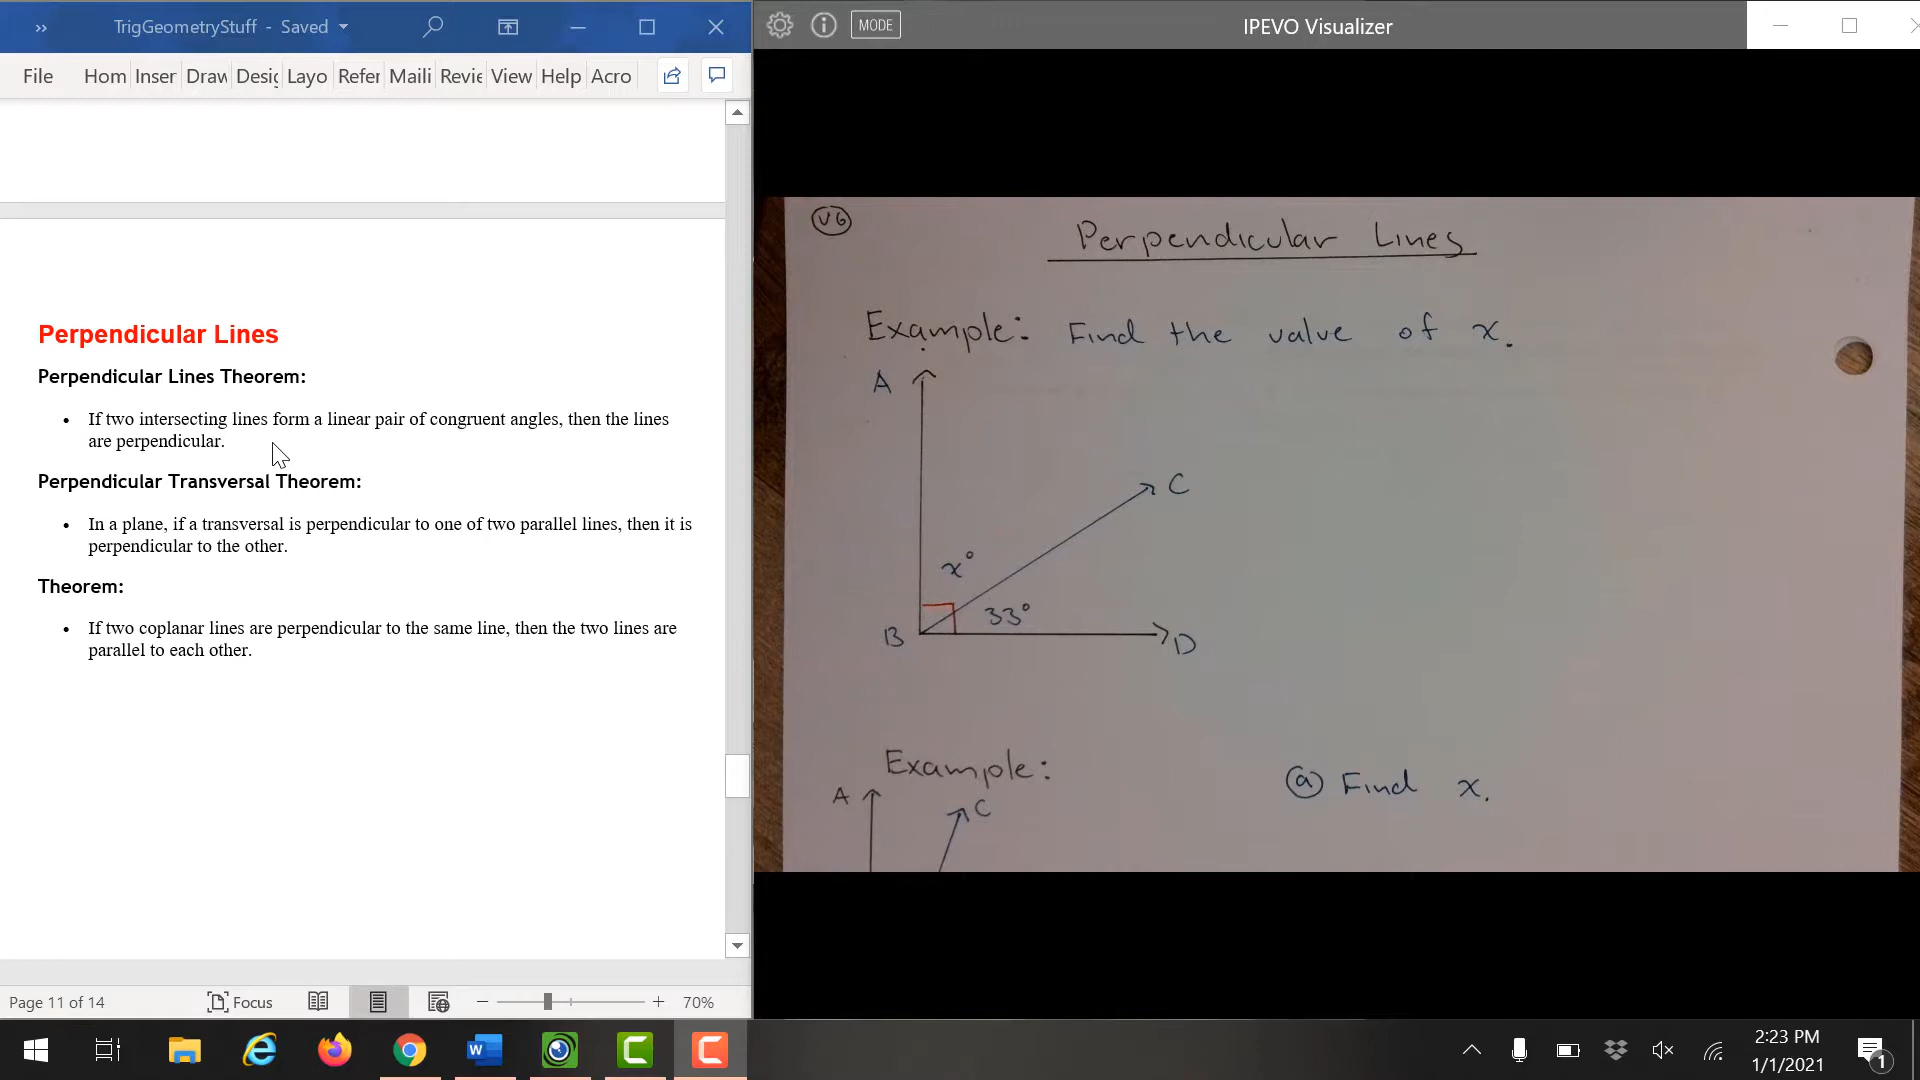 TrigGeometryStuff - Saved
File Hom Inser Draw Desig Layo Refer Maili Revie View Help Acro
Perpendicular Lines
Perpendicular Lines Theorem:
• If two intersecting lines form a linear pair of congruent angles, then the lines
are perpendicular.
Perpendicular Transversal Theorem:
• In a plane, if a transversal is perpendicular to one of two parallel lines, then it is
perpendicular to the other.
Theorem:
• If two coplanar lines are perpendicular to the same line, then the two lines are
parallel to each other.
Page 11 of 14
Focus
70%
MODE
IPEVO Visualizer
V6
Perpendicular Lines
Example: Find the value of x.
A
C
x°
33°
B
D
Example:
(a) Find x.
A
C
2:23 PM
1/1/2021
1